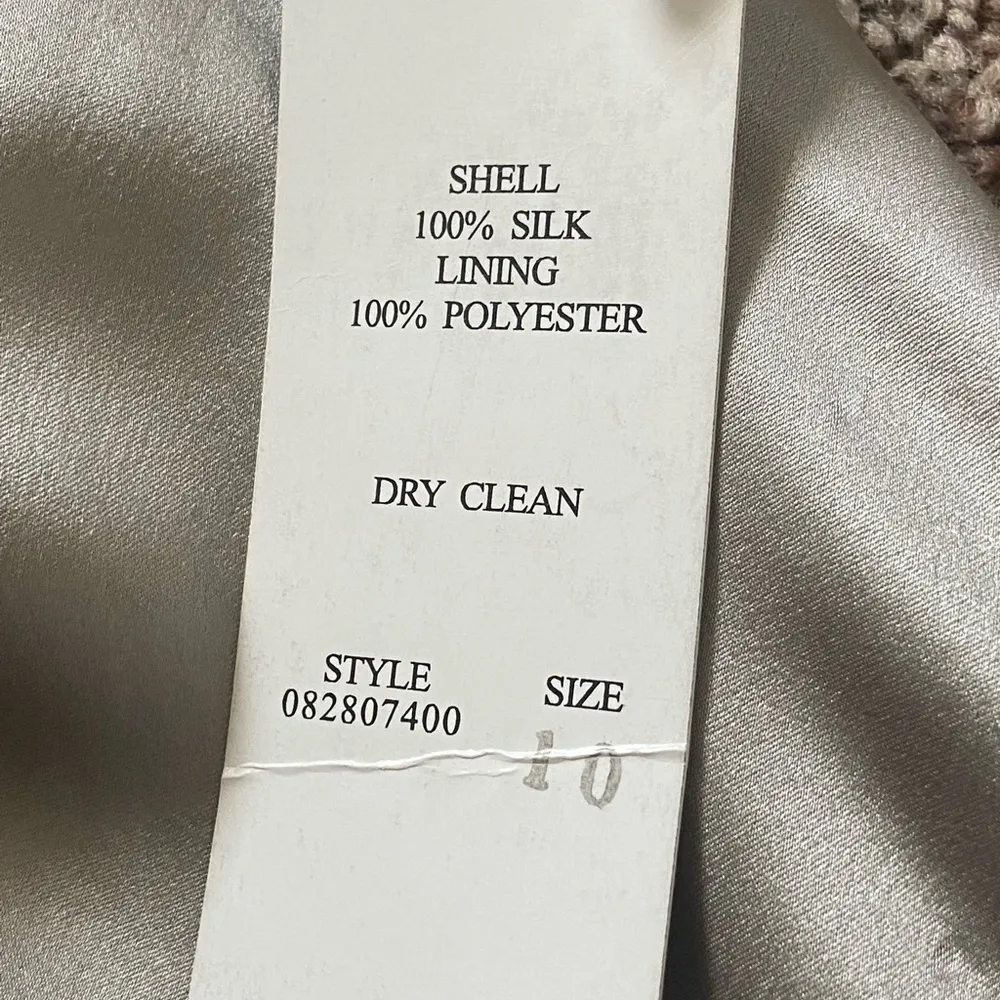 SHELL
100% SILK
LINING
100% POLYESTER
DRY CLEAN
STYLE SIZE
082807400
10